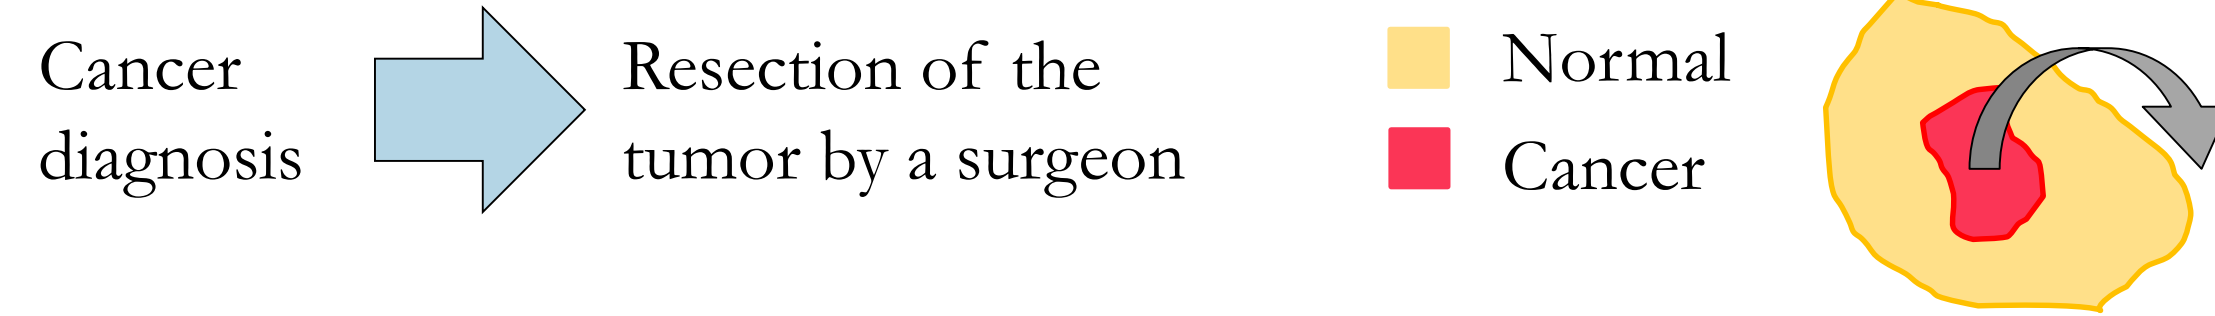 Cancer
diagnosis
Resection of the
tumor by a surgeon
Normal
Cancer